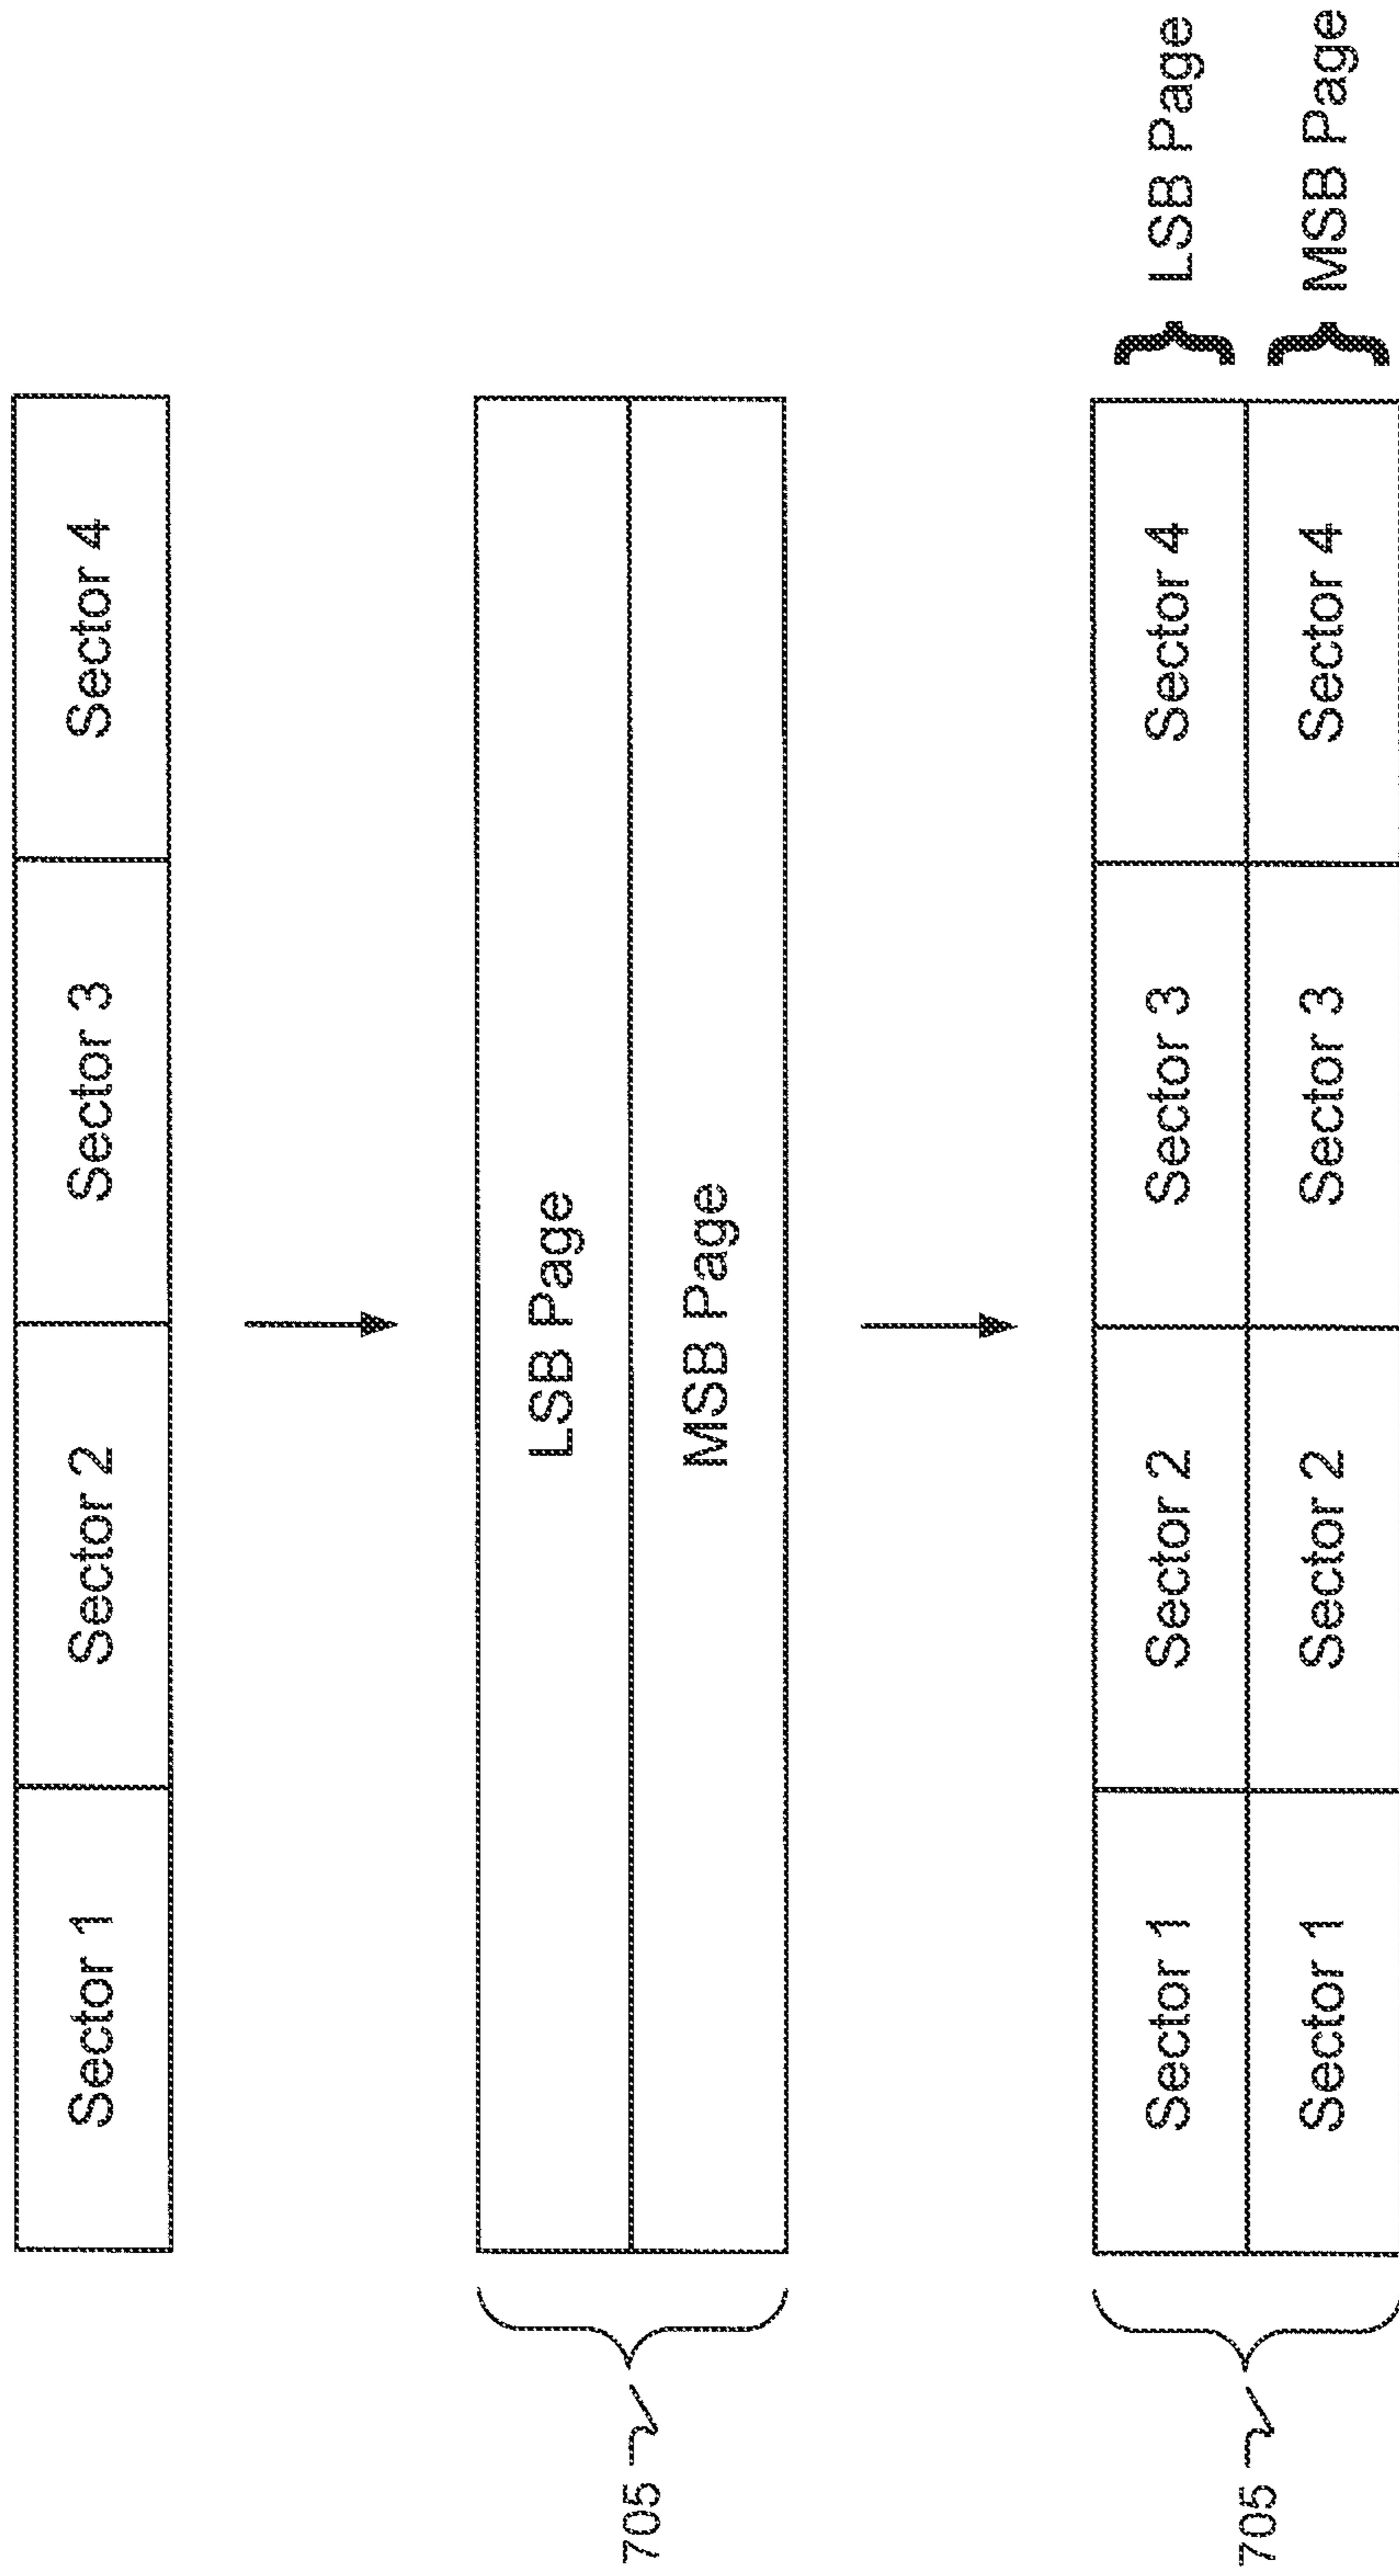 Sector 1 Sector 2 Sector 3 Sector 4
LSB Page
705
MSB Page
Sector 1 Sector 2 Sector 3 Sector 4 LSB Page
705
Sector 1 Sector 2 Sector 3 Sector 4 MSB Page